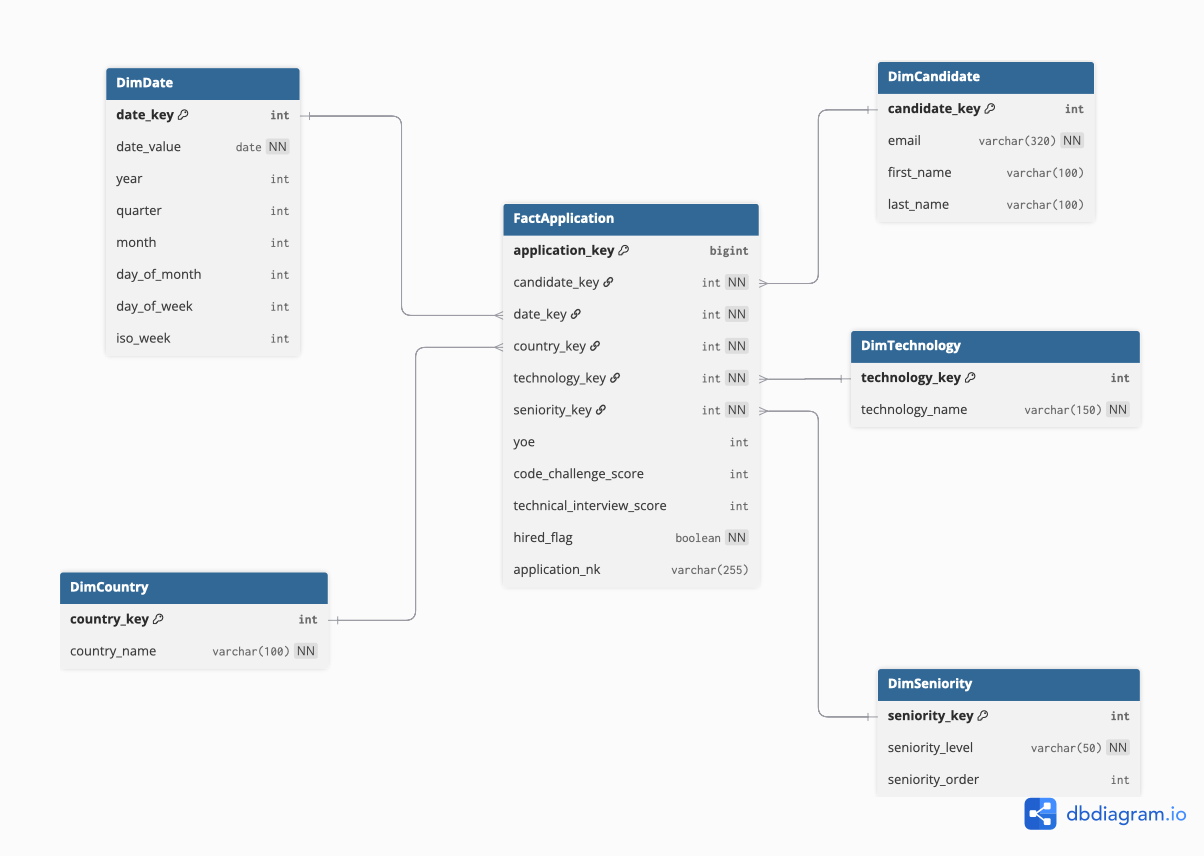 DimDate
date_key int
date_value date NN
year int
quarter int
month int
day_of_month int
day_of_week int
iso_week int
DimCandidate
candidate_key int
email varchar(320) NN
first_name varchar(100)
last_name varchar(100)
FactApplication
application_key bigint
candidate_key int NN
date_key int NN
country_key int NN
technology_key int NN
seniority_key int NN
yoe int
code_challenge_score int
technical_interview_score int
hired_flag boolean NN
application_nk varchar(255)
DimTechnology
technology_key int
technology_name varchar(150) NN
DimCountry
country_key int
country_name varchar(100) NN
DimSeniority
seniority_key int
seniority_level varchar(50) NN
seniority_order int
dbdiagram.io